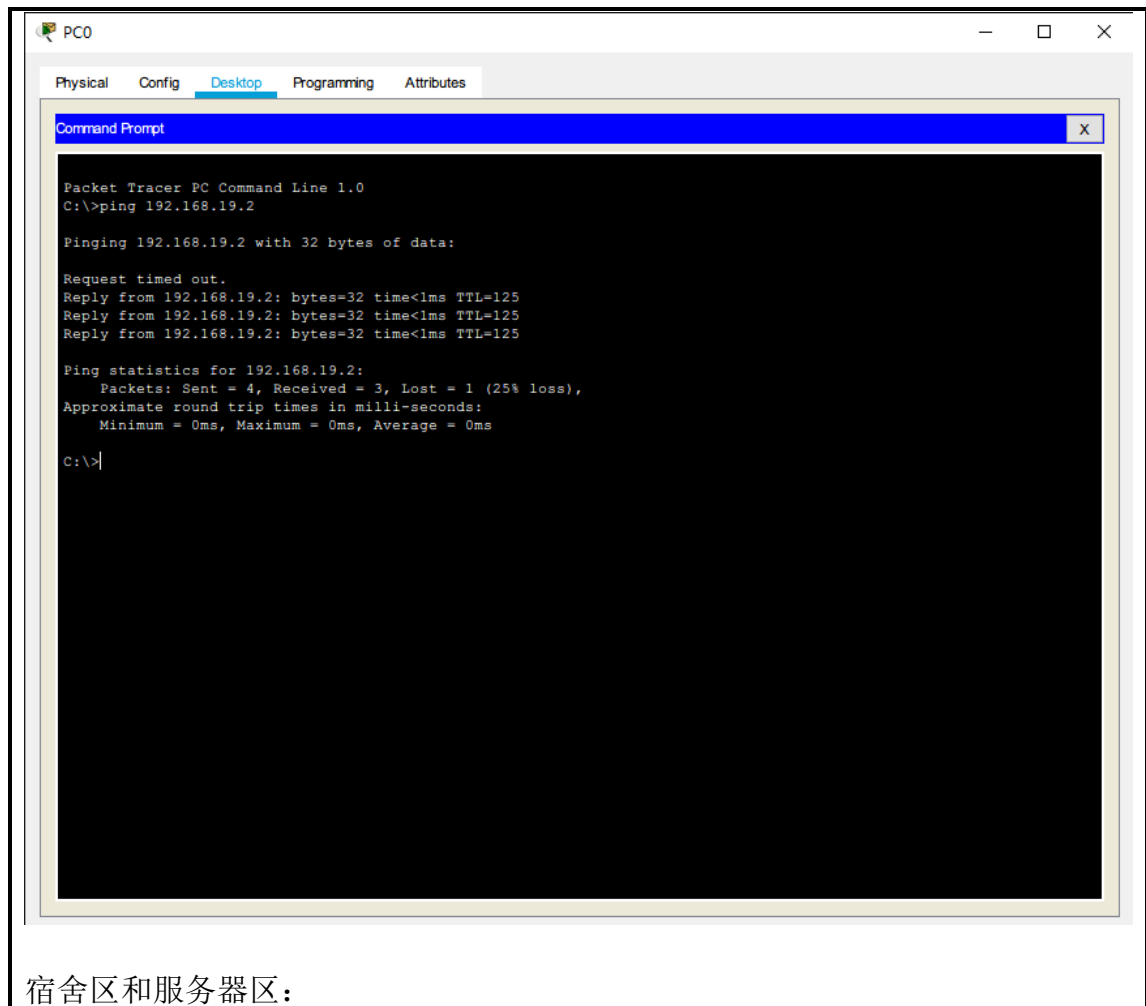 PC0
Physical Config Desktop Programming Attributes
Command Prompt
X
Packet Tracer PC Command Line 1.0
C:\>ping 192.168.19.2
Pinging 192.168.19.2 with 32 bytes of data:
Request timed out.
Reply from 192.168.19.2: bytes=32 time<1ms TTL=125
Reply from 192.168.19.2: bytes=32 time<1ms TTL=125
Reply from 192.168.19.2: bytes=32 time<1ms TTL=125
Ping statistics for 192.168.19.2:
Packets: Sent = 4, Received = 3, Lost = 1 (25% loss),
Approximate round trip times in milli-seconds:
Minimum = 0ms, Maximum = 0ms, Average = 0ms
C:\>
宿舍区和服务器区：